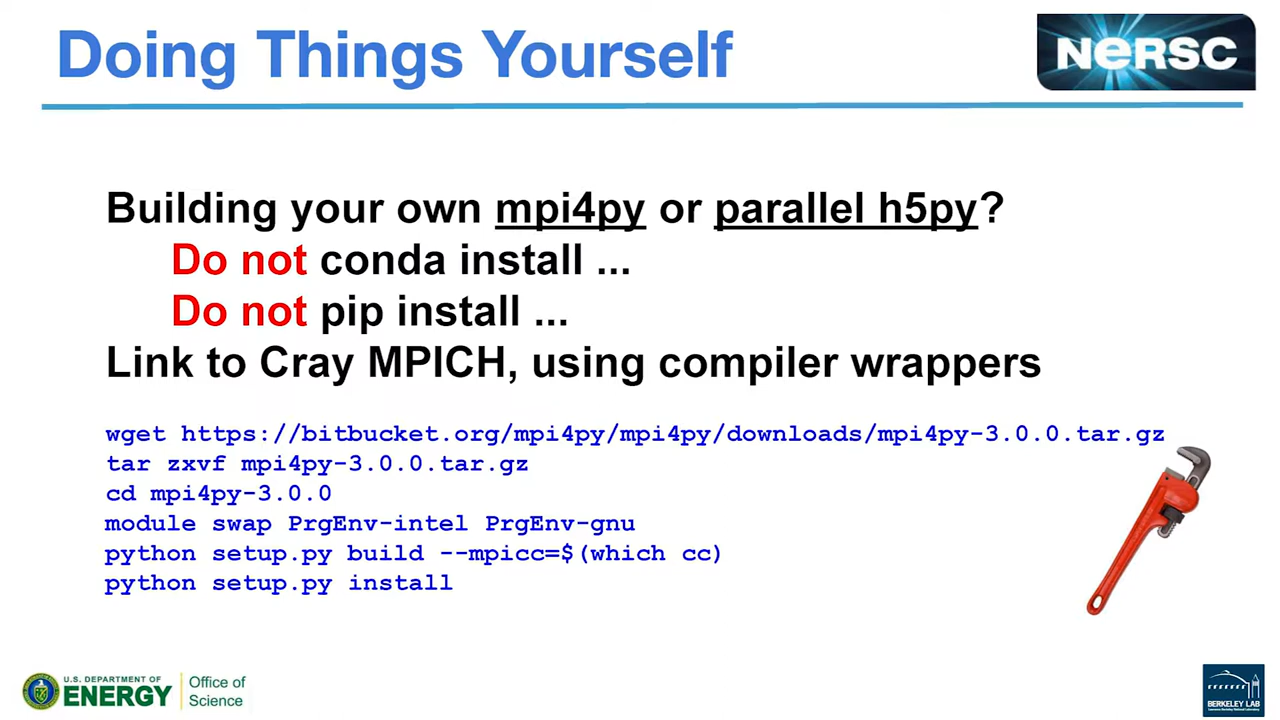 Doing Things Yourself
NERSC
Building your own mpi4py or parallel h5py?
Do not conda install ...
Do not pip install ...
Link to Cray MPICH, using compiler wrappers
wget https://bitbucket.org/mpi4py/mpi4py/downloads/mpi4py-3.0.0.tar.gz
tar zxvf mpi4py-3.0.0.tar.gz
cd mpi4py-3.0.0
module swap PrgEnv-intel PrgEnv-gnu
python setup.py build --mpicc=$(which cc)
python setup.py install
U.S. DEPARTMENT OF
ENERGY
Office of
Science
BERKELEY LAB